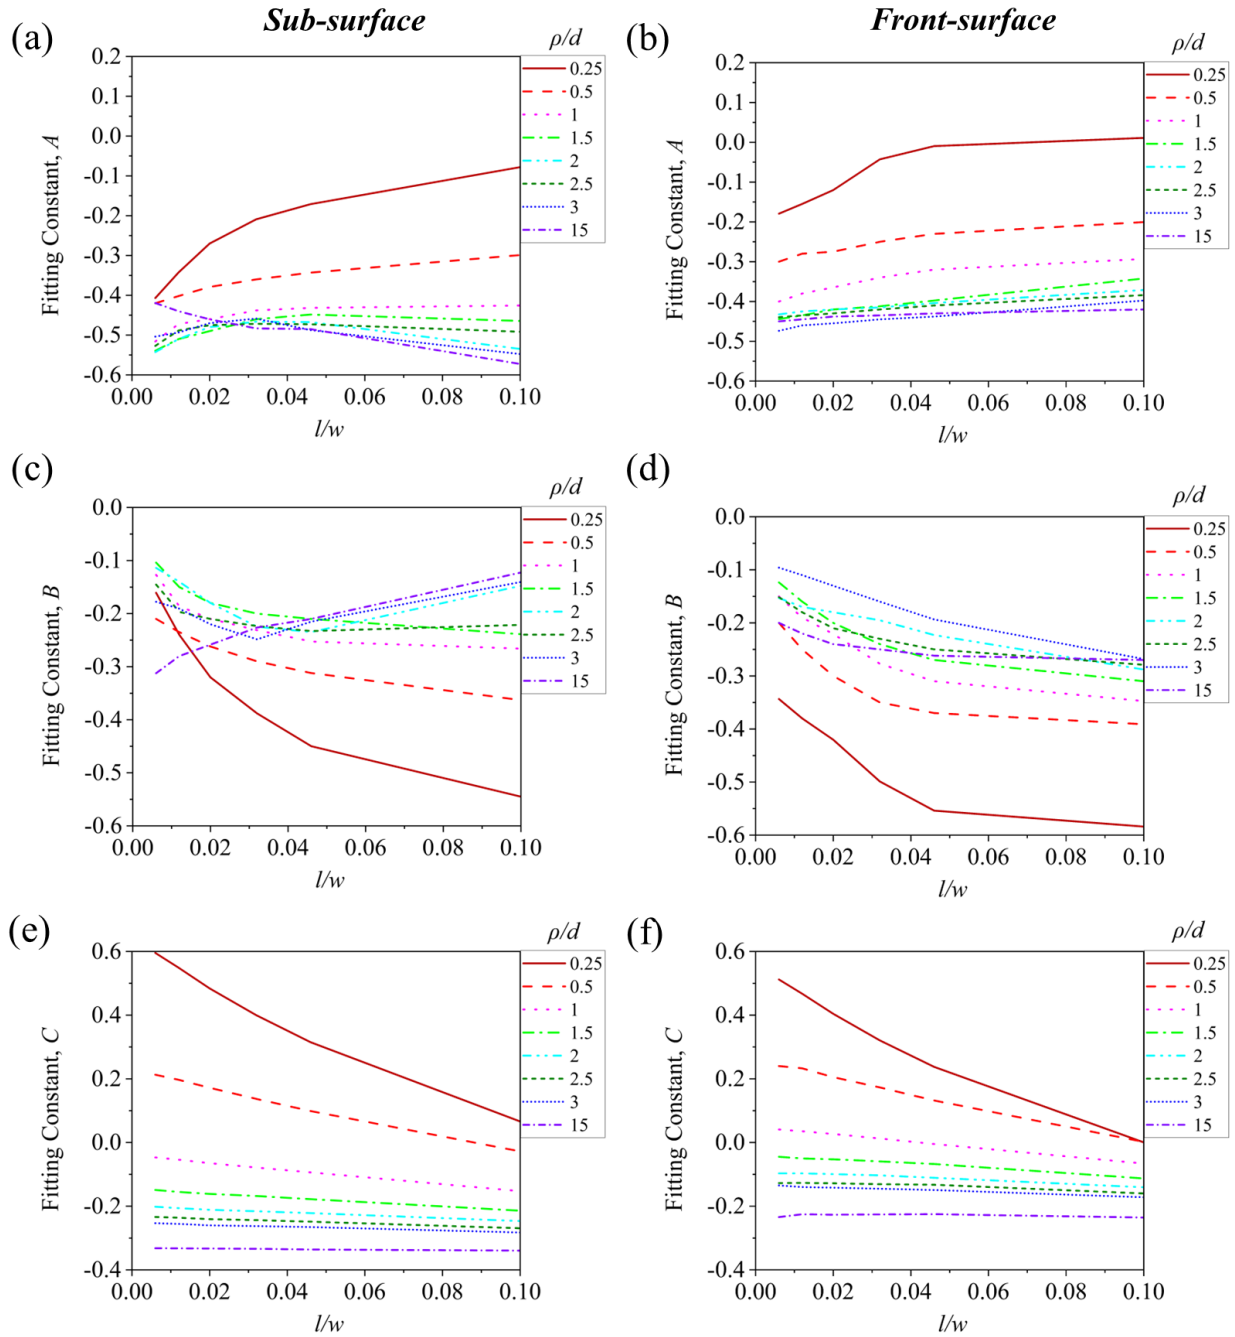 Sub-surface
Front-surface
(a)
ρ/d
0.25
0.5
1
1.5
2
2.5
3
15
0.2
0.1
0.0
-0.1
-0.2
-0.3
-0.4
-0.5
-0.6
Fitting Constant, A
0.00 0.02 0.04 0.06 0.08 0.10
l/w
(b)
ρ/d
0.25
0.5
1
1.5
2
2.5
3
15
0.2
0.1
0.0
-0.1
-0.2
-0.3
-0.4
-0.5
-0.6
Fitting Constant, A
0.00 0.02 0.04 0.06 0.08 0.10
l/w
(c)
ρ/d
0.25
0.5
1
1.5
2
2.5
3
15
0.0
-0.1
-0.2
-0.3
-0.4
-0.5
-0.6
Fitting Constant, B
0.00 0.02 0.04 0.06 0.08 0.10
l/w
(d)
ρ/d
0.25
0.5
1
1.5
2
2.5
3
15
0.0
-0.1
-0.2
-0.3
-0.4
-0.5
-0.6
Fitting Constant, B
0.00 0.02 0.04 0.06 0.08 0.10
l/w
(e)
ρ/d
0.25
0.5
1
1.5
2
2.5
3
15
0.6
0.4
0.2
0.0
-0.2
-0.4
Fitting Constant, C
0.00 0.02 0.04 0.06 0.08 0.10
l/w
(f)
ρ/d
0.25
0.5
1
1.5
2
2.5
3
15
0.6
0.4
0.2
0.0
-0.2
-0.4
Fitting Constant, C
0.00 0.02 0.04 0.06 0.08 0.10
l/w